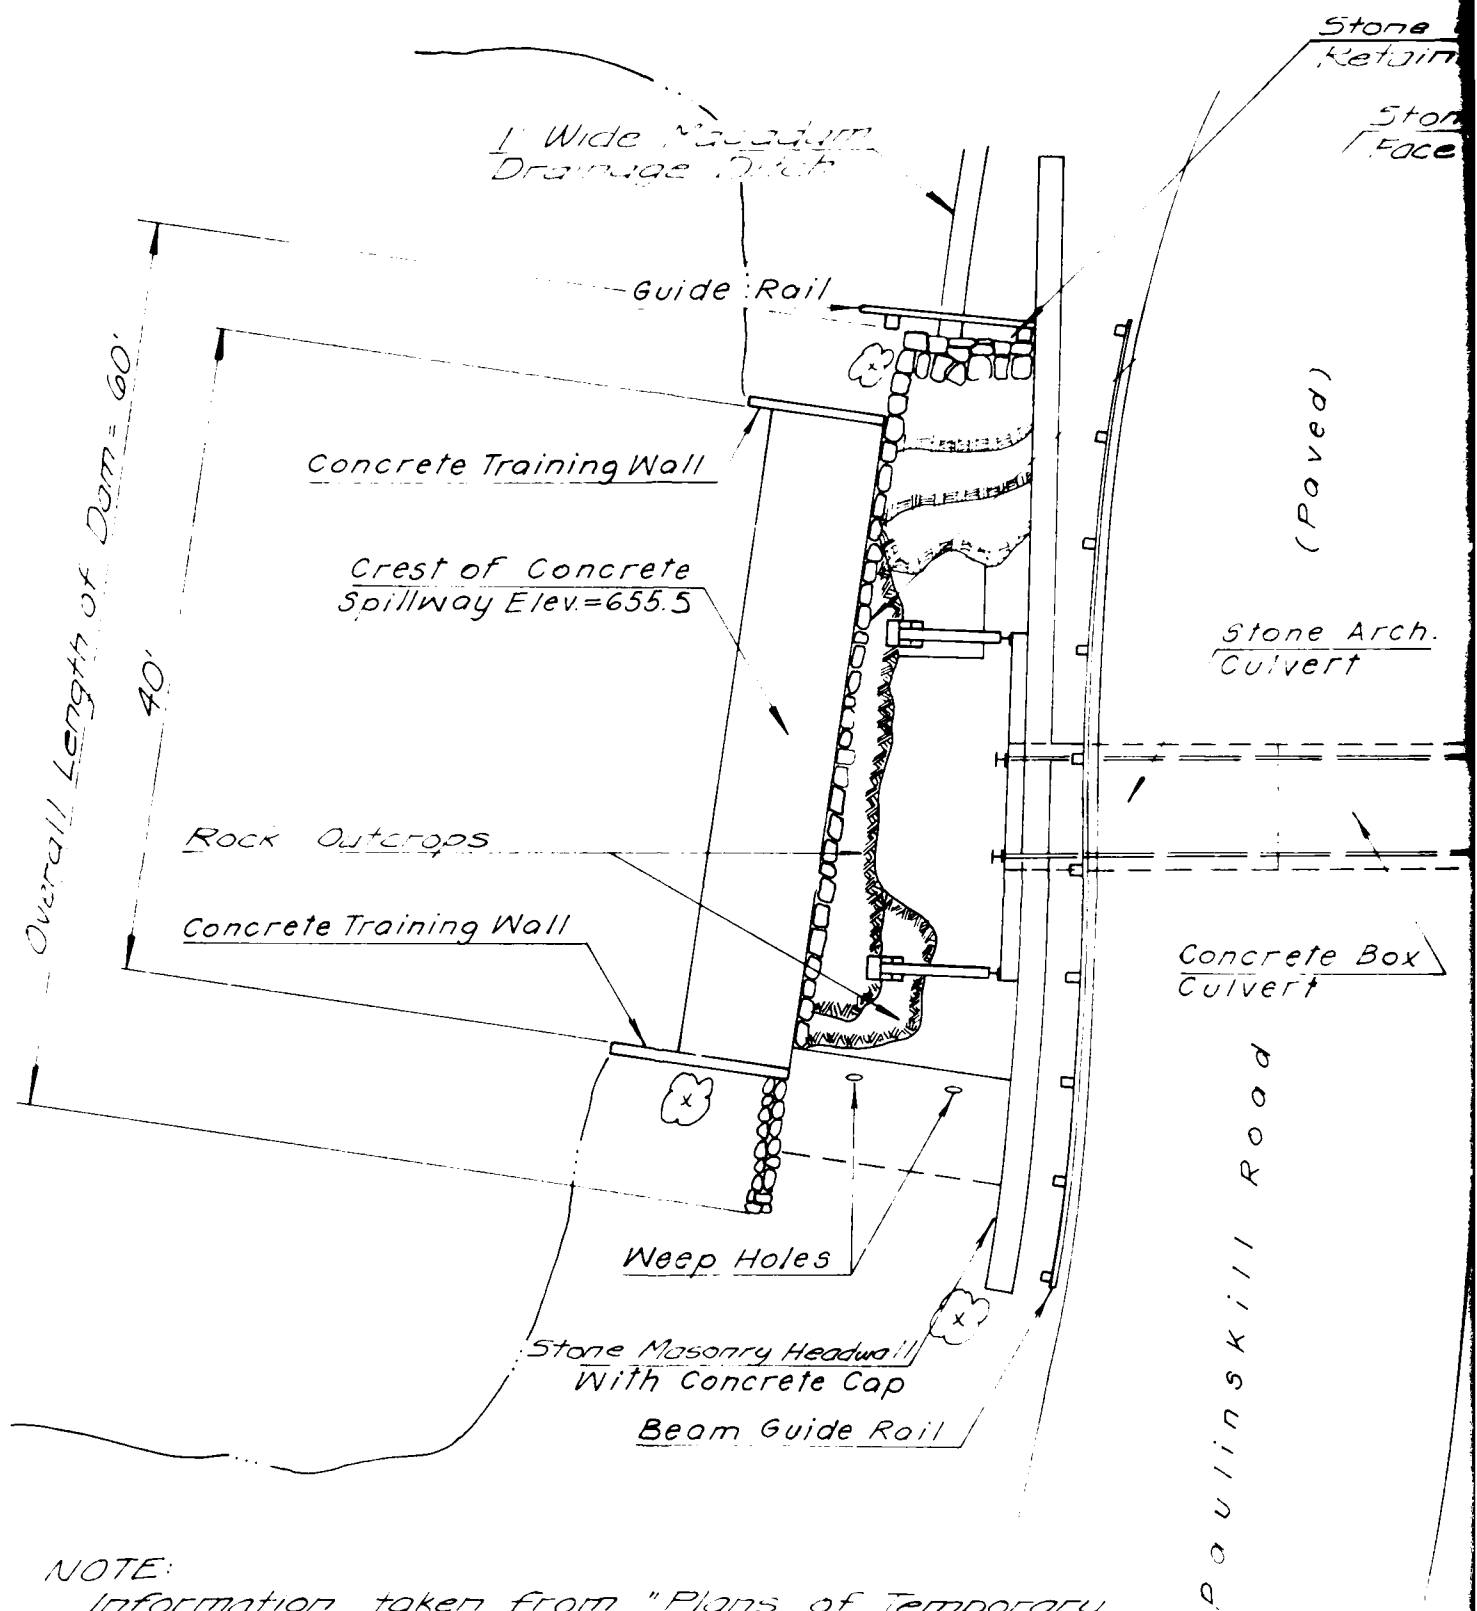 Stone
Retain
Ston
Face
1' Wide Macadam
Drainage Ditch
Guide Rail
Overall Length of Dam = 60'
40'
Concrete Training Wall
(Paved)
Crest of Concrete
Spillway Elev.=655.5
Stone Arch.
Culvert
Rock Outcrops
Concrete Training Wall
Concrete Box
Culvert
Weep Holes
Stone Masonry Headwall
With Concrete Cap
Beam Guide Rail
Paulinskill Road
NOTE:
Information taken from "Plans of Temporary